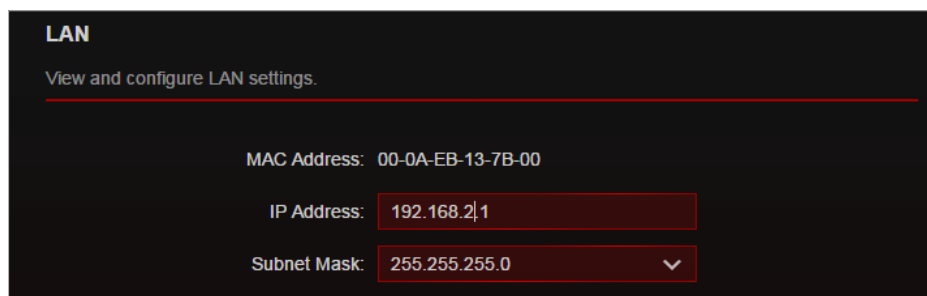 LAN
View and configure LAN settings.
MAC Address: 00-0A-EB-13-7B-00
IP Address: 192.168.2.1
Subnet Mask: 255.255.255.0